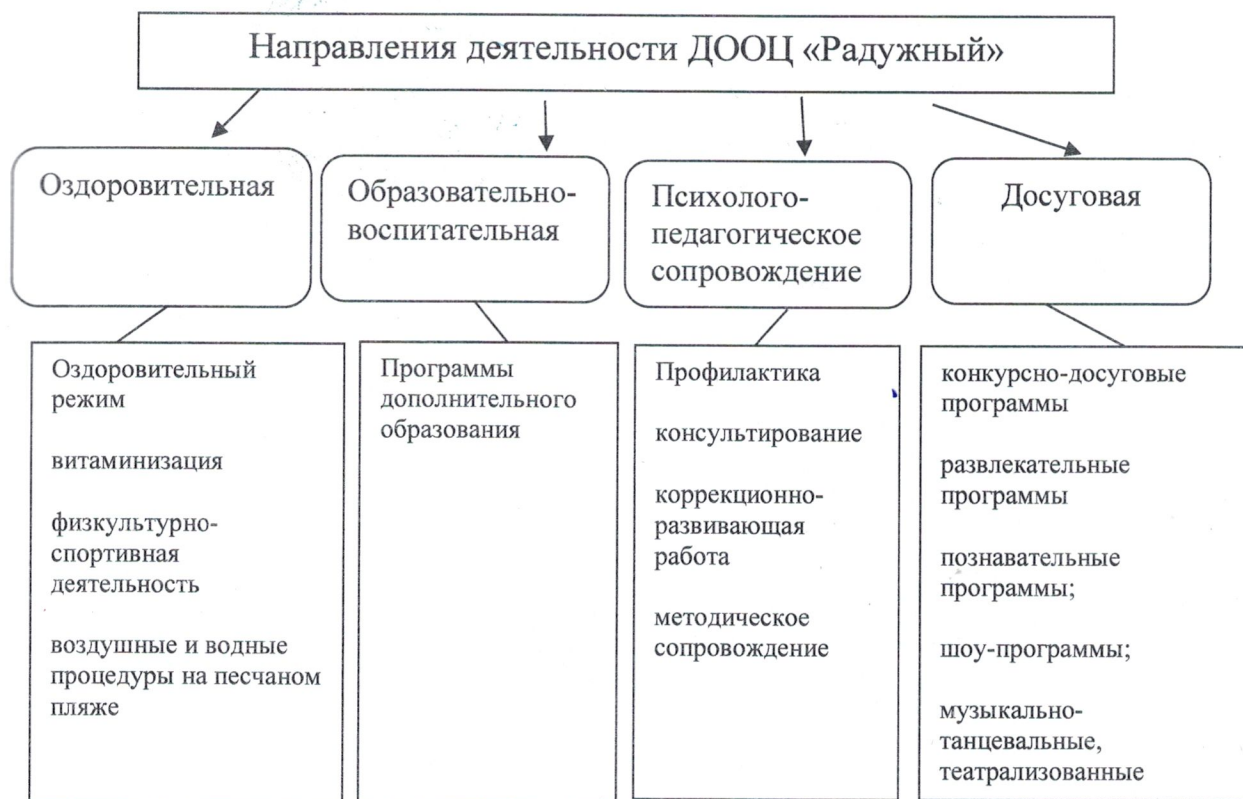 Направления деятельности ДООЦ «Радужный»
Оздоровительная
Образовательно-
воспитательная
Психолого-
педагогическое
сопровождение
Досуговая
Оздоровительный
режим
витаминизация
физкультурно-
спортивная
деятельность
воздушные и водные
процедуры на песчаном
пляже
Программы
дополнительного
образования
Профилактика
консультирование
коррекционно-
развивающая
работа
методическое
сопровождение
конкурсно-досуговые
программы
развлекательные
программы
познавательные
программы;
шоу-программы;
музыкально-
танцевальные,
театрализованные